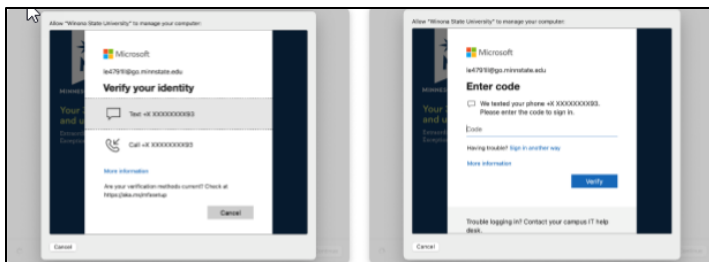 Allow "Winona State University" to manage your computer:
Microsoft
Verify your identity
Text +X XXXXXXXXX93
Call +X XXXXXXXXX93
More information
Are your verification methods current? Check at
https://aka.ms/mfasetup
Cancel
Cancel
Allow "Winona State University" to manage your computer:
Microsoft
Enter code
We texted your phone +X XXXXXXXXX93.
Please enter the code to sign in.
Code
Having trouble? Sign in another way
More information
Verify
Trouble logging in? Contact your campus IT help
desk.
Cancel